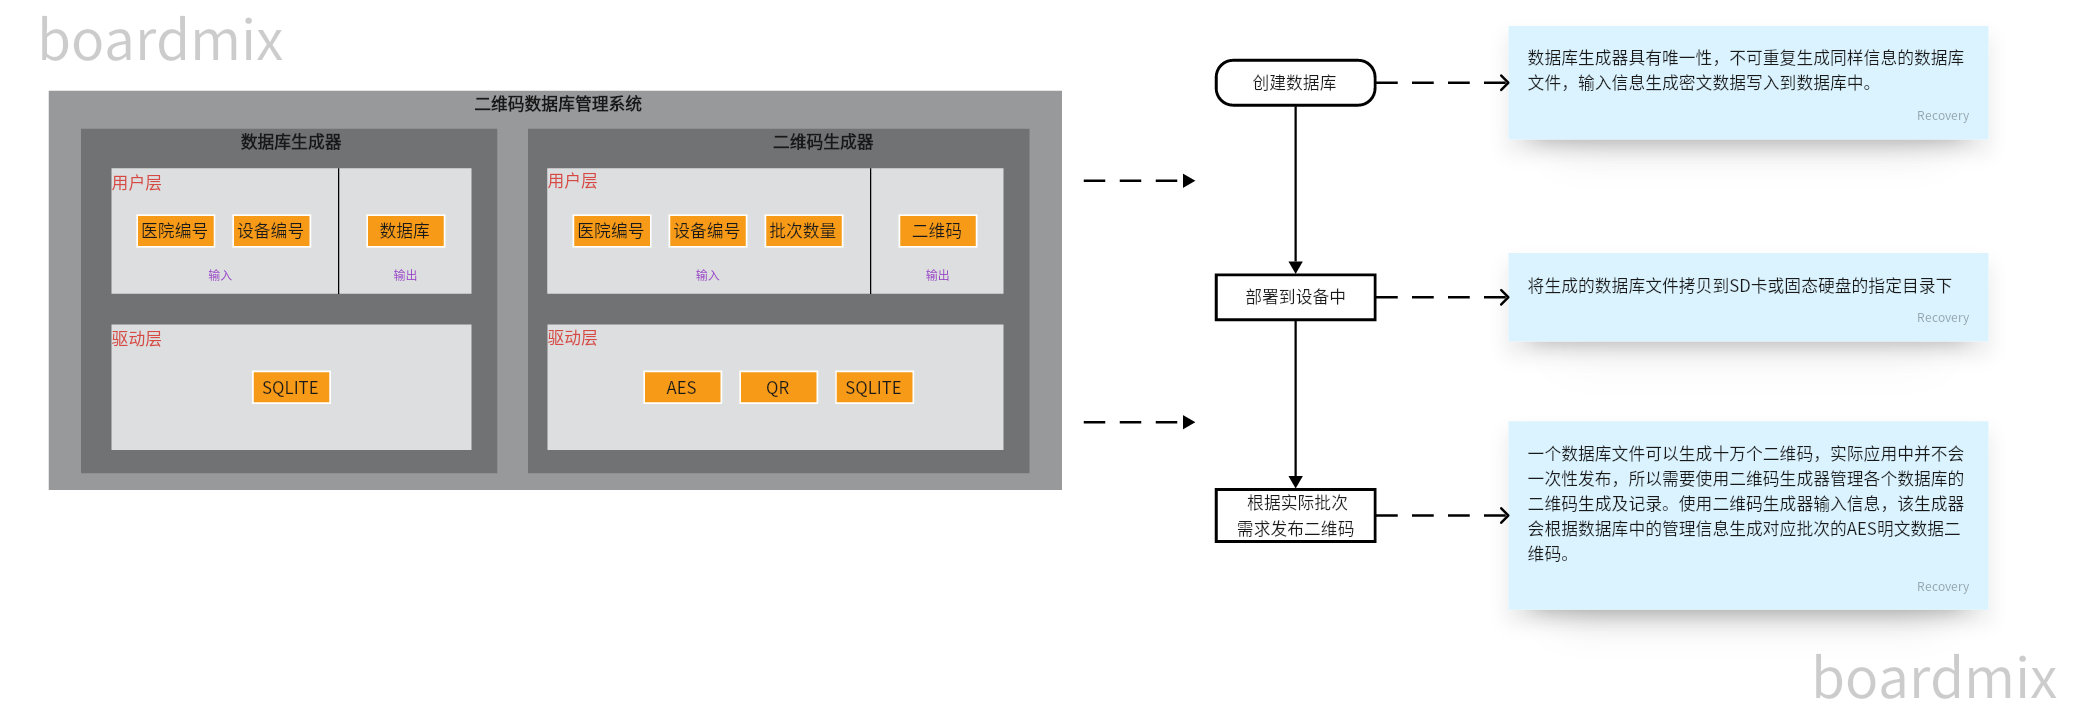 boardmix
二维码数据库管理系统
数据库生成器
用户层
医院编号
设备编号
数据库
输入
输出
驱动层
SQLITE
二维码生成器
用户层
医院编号
设备编号
批次数量
二维码
输入
输出
驱动层
AES
QR
SQLITE
创建数据库
部署到设备中
根据实际批次
需求发布二维码
数据库生成器具有唯一性，不可重复生成同样信息的数据库
文件，输入信息生成密文数据写入到数据库中。
Recovery
将生成的数据库文件拷贝到SD卡或固态硬盘的指定目录下
Recovery
一个数据库文件可以生成十万个二维码，实际应用中并不会
一次性发布，所以需要使用二维码生成器管理各个数据库的
二维码生成及记录。使用二维码生成器输入信息，该生成器
会根据数据库中的管理信息生成对应批次的AES明文数据二
维码。
Recovery
boardmix